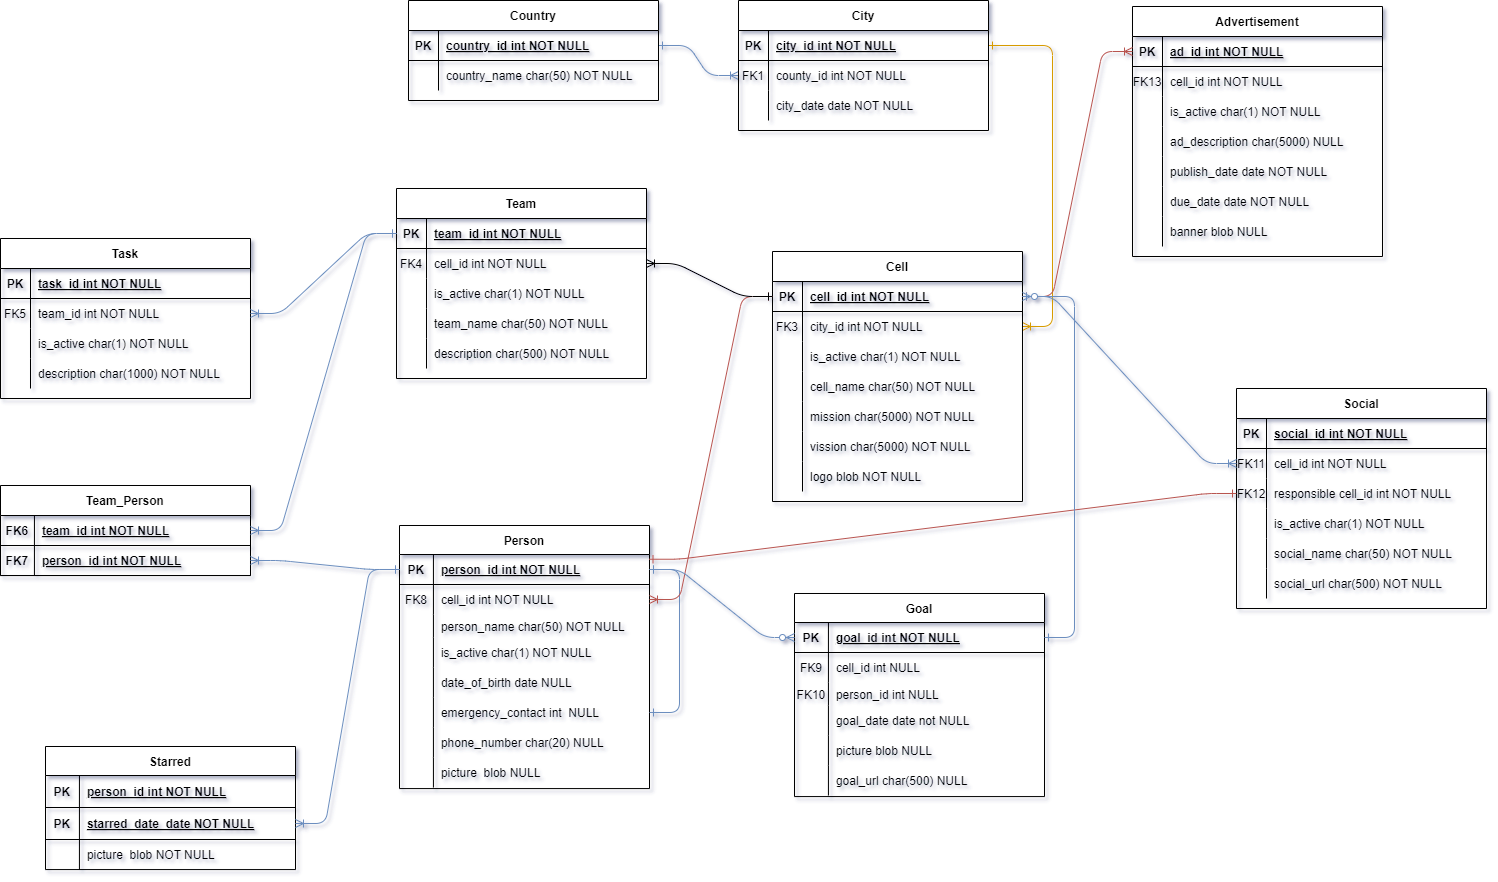 Country
PK country_id int NOT NULL
country_name char(50) NOT NULL
City
PK city_id int NOT NULL
FK1 county_id int NOT NULL
city_date date NOT NULL
Advertisement
PK ad_id int NOT NULL
FK13 cell_id int NOT NULL
is_active char(1) NOT NULL
ad_description char(5000) NULL
publish_date date NOT NULL
due_date date NOT NULL
banner blob NULL
Team
PK team_id int NOT NULL
FK4 cell_id int NOT NULL
is_active char(1) NOT NULL
team_name char(50) NOT NULL
description char(500) NOT NULL
Task
PK task_id int NOT NULL
FK5 team_id int NOT NULL
is_active char(1) NOT NULL
description char(1000) NOT NULL
Cell
PK cell_id int NOT NULL
FK3 city_id int NOT NULL
is_active char(1) NOT NULL
cell_name char(50) NOT NULL
mission char(5000) NOT NULL
vission char(5000) NOT NULL
logo blob NOT NULL
Social
PK social_id int NOT NULL
FK11 cell_id int NOT NULL
FK12 responsible cell_id int NOT NULL
is_active char(1) NOT NULL
social_name char(50) NOT NULL
social_url char(500) NOT NULL
Team_Person
FK6 team_id int NOT NULL
FK7 person_id int NOT NULL
Person
PK person_id int NOT NULL
FK8 cell_id int NOT NULL
person_name char(50) NOT NULL
is_active char(1) NOT NULL
date_of_birth date NULL
emergency_contact int NULL
phone_number char(20) NULL
picture blob NULL
Goal
PK goal_id int NOT NULL
FK9 cell_id int NULL
FK10 person_id int NULL
goal_date date not NULL
picture blob NULL
goal_url char(500) NULL
Starred
PK person_id int NOT NULL
PK starred_date_date NOT NULL
picture blob NOT NULL